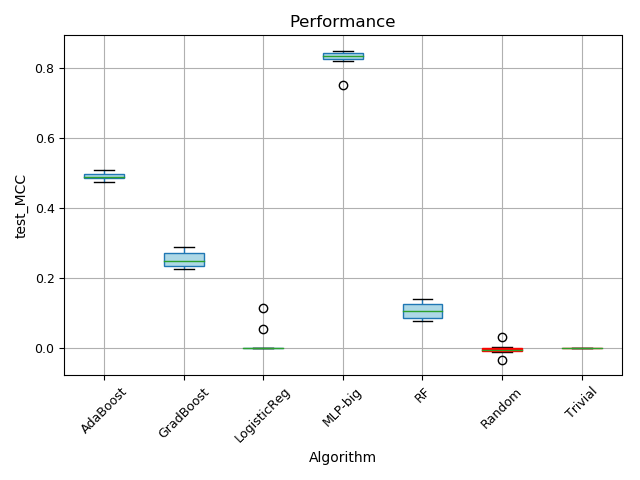 Performance
test_MCC
0.8
0.6
0.4
0.2
0.0
AdaBoost
GradBoost
LogisticReg
MLP-big
RF
Random
Trivial
Algorithm